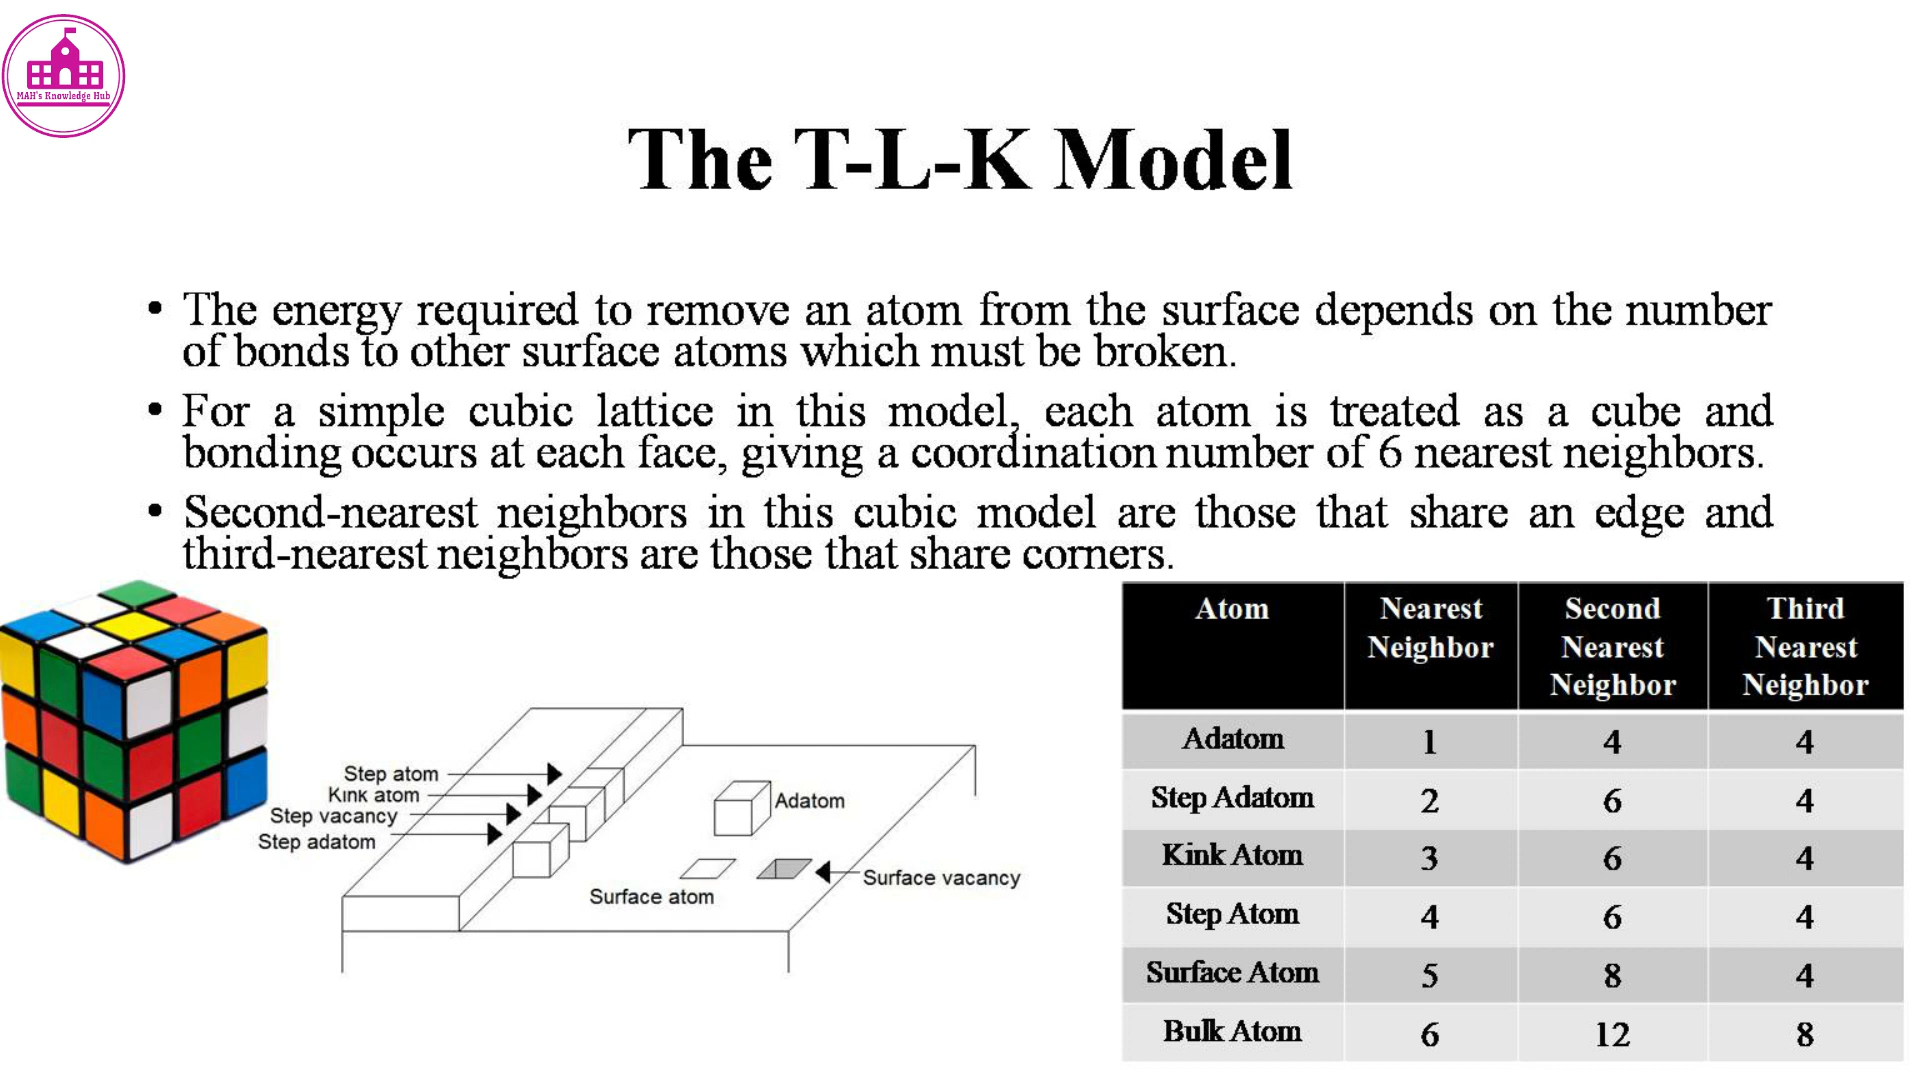 MAH's Knowledge Hub
The T-L-K Model
• The energy required to remove an atom from the surface depends on the number
of bonds to other surface atoms which must be broken.
• For a simple cubic lattice in this model, each atom is treated as a cube and
bonding occurs at each face, giving a coordination number of 6 nearest neighbors.
• Second-nearest neighbors in this cubic model are those that share an edge and
third-nearest neighbors are those that share corners.
Step atom
Kink atom
Step vacancy
Step adatom
Adatom
Surface atom
Surface vacancy
Atom Nearest Neighbor Second Nearest Neighbor Third Nearest Neighbor
Adatom 1 4 4
Step Adatom 2 6 4
Kink Atom 3 6 4
Step Atom 4 6 4
Surface Atom 5 8 4
Bulk Atom 6 12 8